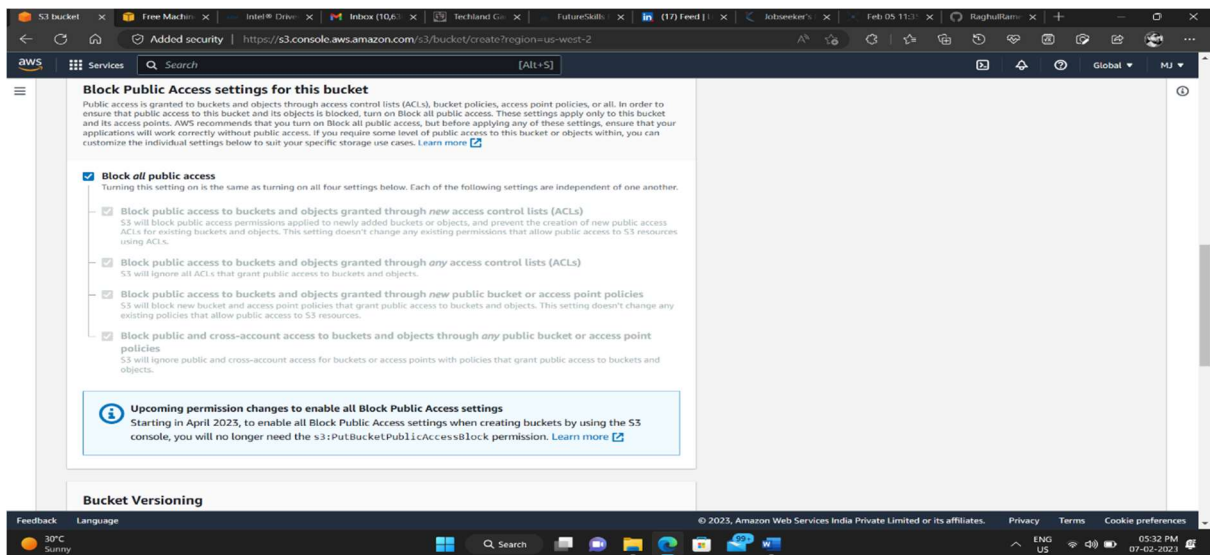 S3 bucket
Free Machin
Intel® Drive
Inbox (10,6
Techland Ga
FutureSkills
(17) Feed |
Jobseeker's
Feb 05 11:3
RaghulRam
Added security
https://s3.console.aws.amazon.com/s3/bucket/create?region=us-west-2
aws
Services
Search
[Alt+S]
Global
MJ
Block Public Access settings for this bucket
Public access is granted to buckets and objects through access control lists (ACLs), bucket policies, access point policies, or all. In order to
ensure that public access to this bucket and its objects is blocked, turn on Block all public access. These settings apply only to this bucket
and its access points. AWS recommends that you turn on Block all public access, but before applying any of these settings, ensure that your
applications will work correctly without public access. If you require some level of public access to this bucket or objects within, you can
customize the individual settings below to suit your specific storage use cases. Learn more
Block all public access
Turning this setting on is the same as turning on all four settings below. Each of the following settings are independent of one another.
Block public access to buckets and objects granted through new access control lists (ACLs)
S3 will block public access permissions applied to newly added buckets or objects, and prevent the creation of new public access
ACLs for existing buckets and objects. This setting doesn't change any existing permissions that allow public access to S3 resources
using ACLs.
Block public access to buckets and objects granted through any access control lists (ACLs)
S3 will ignore all ACLs that grant public access to buckets and objects.
Block public access to buckets and objects granted through new public bucket or access point policies
S3 will block new bucket and access point policies that grant public access to buckets and objects. This setting doesn't change any
existing policies that allow public access to S3 resources.
Block public and cross-account access to buckets and objects through any public bucket or access point
policies
S3 will ignore public and cross-account access for buckets or access points with policies that grant public access to buckets and
objects.
Upcoming permission changes to enable all Block Public Access settings
Starting in April 2023, to enable all Block Public Access settings when creating buckets by using the S3
console, you will no longer need the s3:PutBucketPublicAccessBlock permission. Learn more
Bucket Versioning
Feedback
Language
© 2023, Amazon Web Services India Private Limited or its affiliates.
Privacy
Terms
Cookie preferences
30°C
Sunny
Search
99+
ENG
US
05:32 PM
07-02-2023